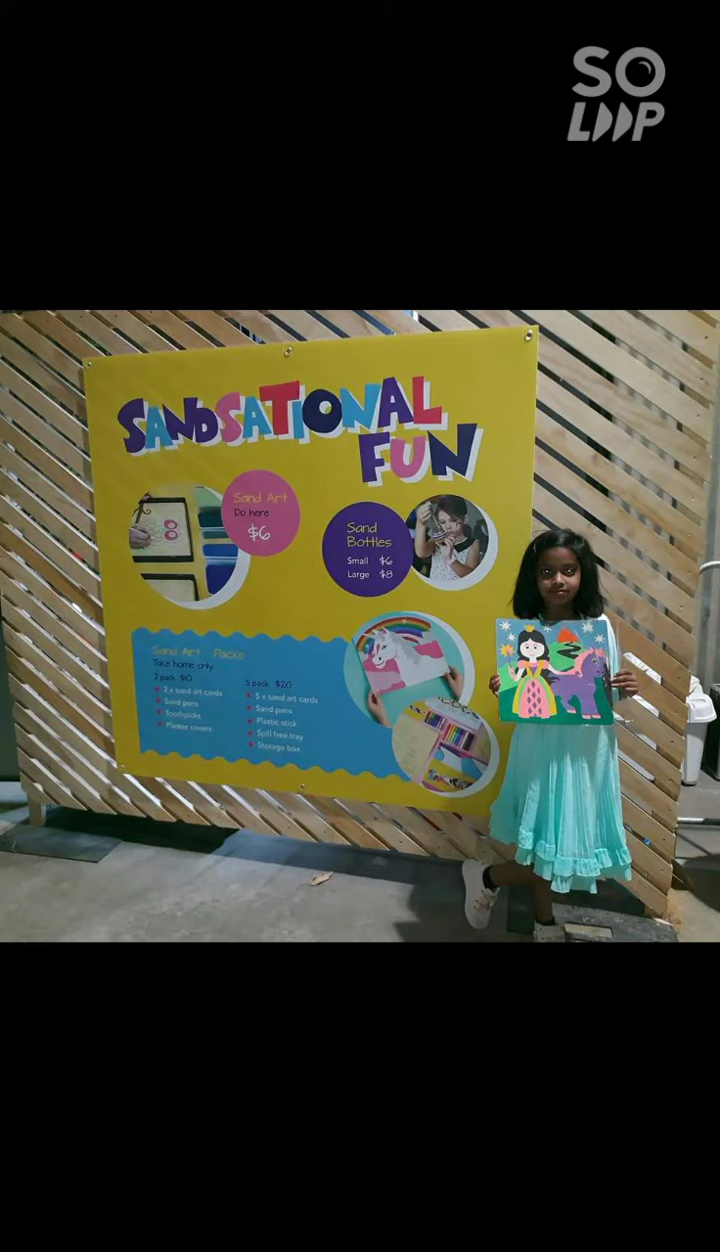 SO
LOOP
SANDSATIONAL
FUN
Sand Art
Do here
$6
Sand
Bottles
Small $6
Large $8
Sand Art Packs
Take home only
2 pack $10
2 x sand art cards
Sand pens
Toothpicks
Plaster covers
5 pack $20
5 x sand art cards
Sand pens
Plastic stick
Spill free tray
Storage box